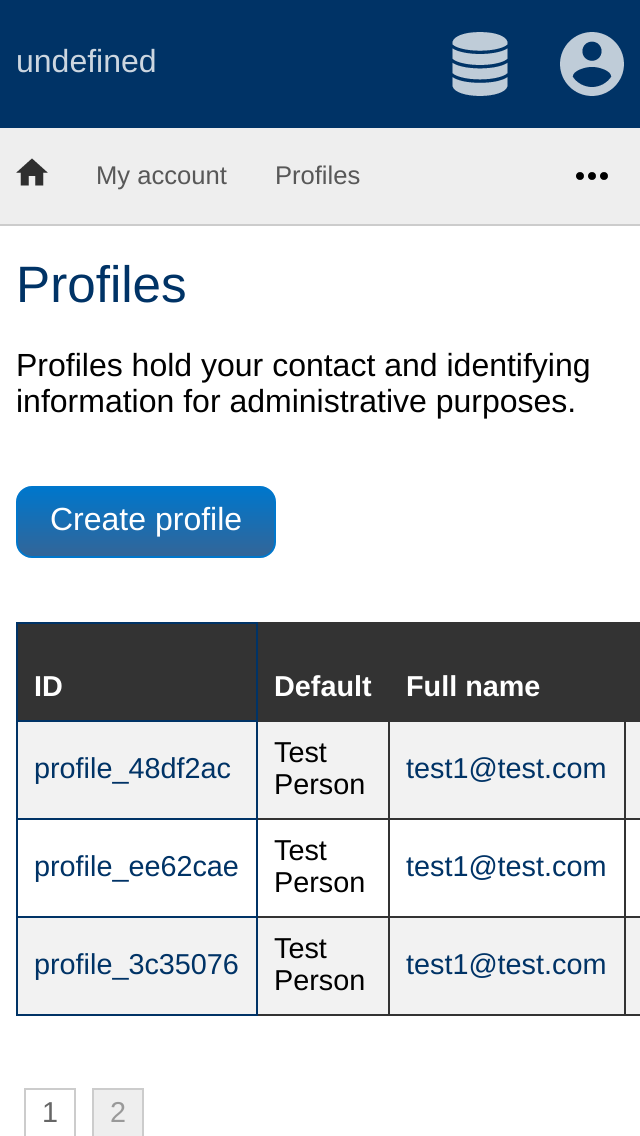 undefined
My account Profiles
Profiles
Profiles hold your contact and identifying
information for administrative purposes.
Create profile
ID Default Full name
profile_48df2ac Test Person test1@test.com
profile_ee62cae Test Person test1@test.com
profile_3c35076 Test Person test1@test.com
1 2